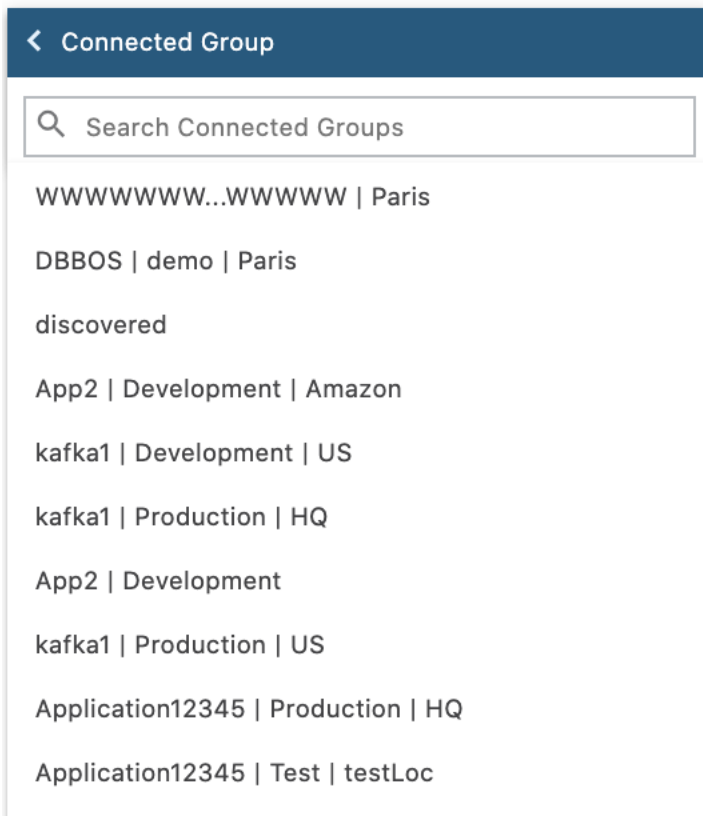 Connected Group
Search Connected Groups
WWWWWWW...WWWWW | Paris
DBBOS | demo | Paris
discovered
App2 | Development | Amazon
kafka1 | Development | US
kafka1 | Production | HQ
App2 | Development
kafka1 | Production | US
Application12345 | Production | HQ
Application12345 | Test | testLoc